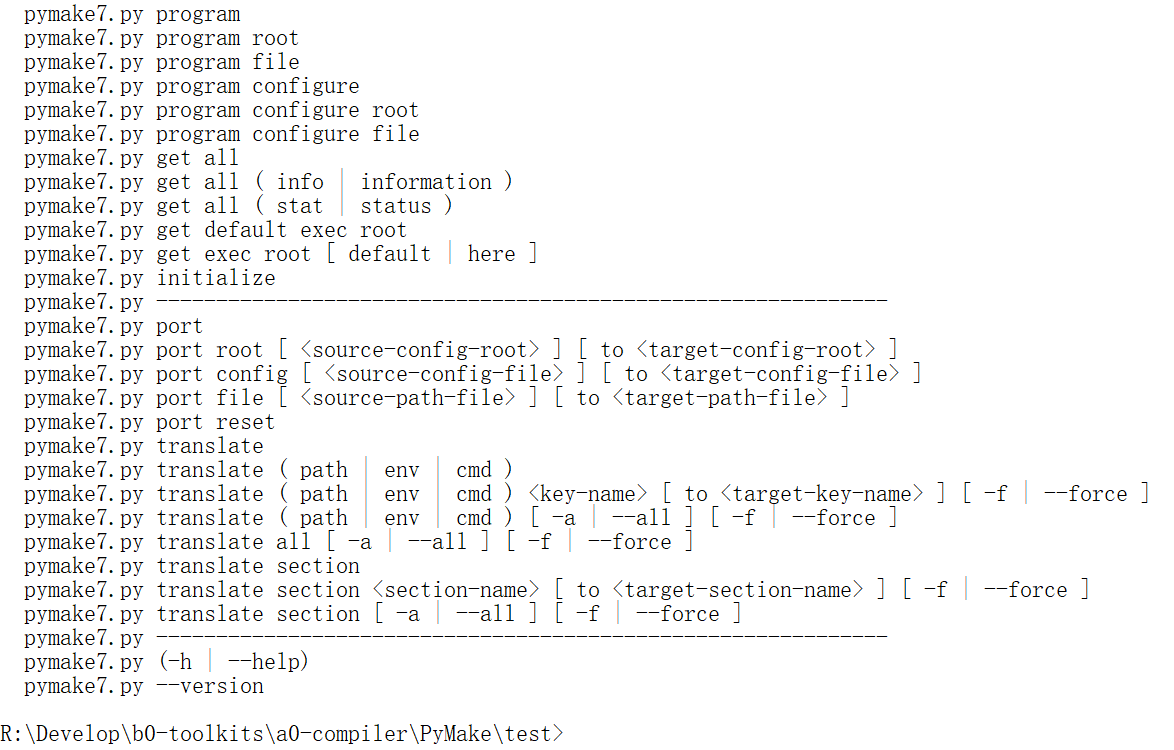 pymake7.py program
pymake7.py program root
pymake7.py program file
pymake7.py program configure
pymake7.py program configure root
pymake7.py program configure file
pymake7.py get all
pymake7.py get all ( info | information )
pymake7.py get all ( stat | status )
pymake7.py get default exec root
pymake7.py get exec root [ default | here ]
pymake7.py initialize
pymake7.py -------------------------------------------------------------
pymake7.py port
pymake7.py port root [ <source-config-root> ] [ to <target-config-root> ]
pymake7.py port config [ <source-config-file> ] [ to <target-config-file> ]
pymake7.py port file [ <source-path-file> ] [ to <target-path-file> ]
pymake7.py port reset
pymake7.py translate
pymake7.py translate ( path | env | cmd )
pymake7.py translate ( path | env | cmd ) <key-name> [ to <target-key-name> ] [ -f | --force ]
pymake7.py translate ( path | env | cmd ) [ -a | --all ] [ -f | --force ]
pymake7.py translate all [ -a | --all ] [ -f | --force ]
pymake7.py translate section
pymake7.py translate section <section-name> [ to <target-section-name> ] [ -f | --force ]
pymake7.py translate section [ -a | --all ] [ -f | --force ]
pymake7.py -------------------------------------------------------------
pymake7.py (-h | --help)
pymake7.py --version
R:\Develop\b0-toolkits\a0-compiler\PyMake\test>